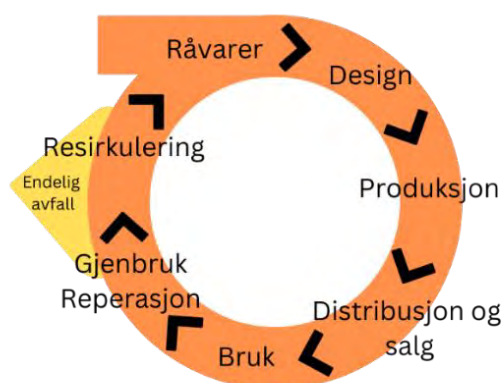 Råvarer
Design
Produksjon
Distribusjon og
salg
Bruk
Gjenbruk
Reperasjon
Endelig
avfall
Resirkulering